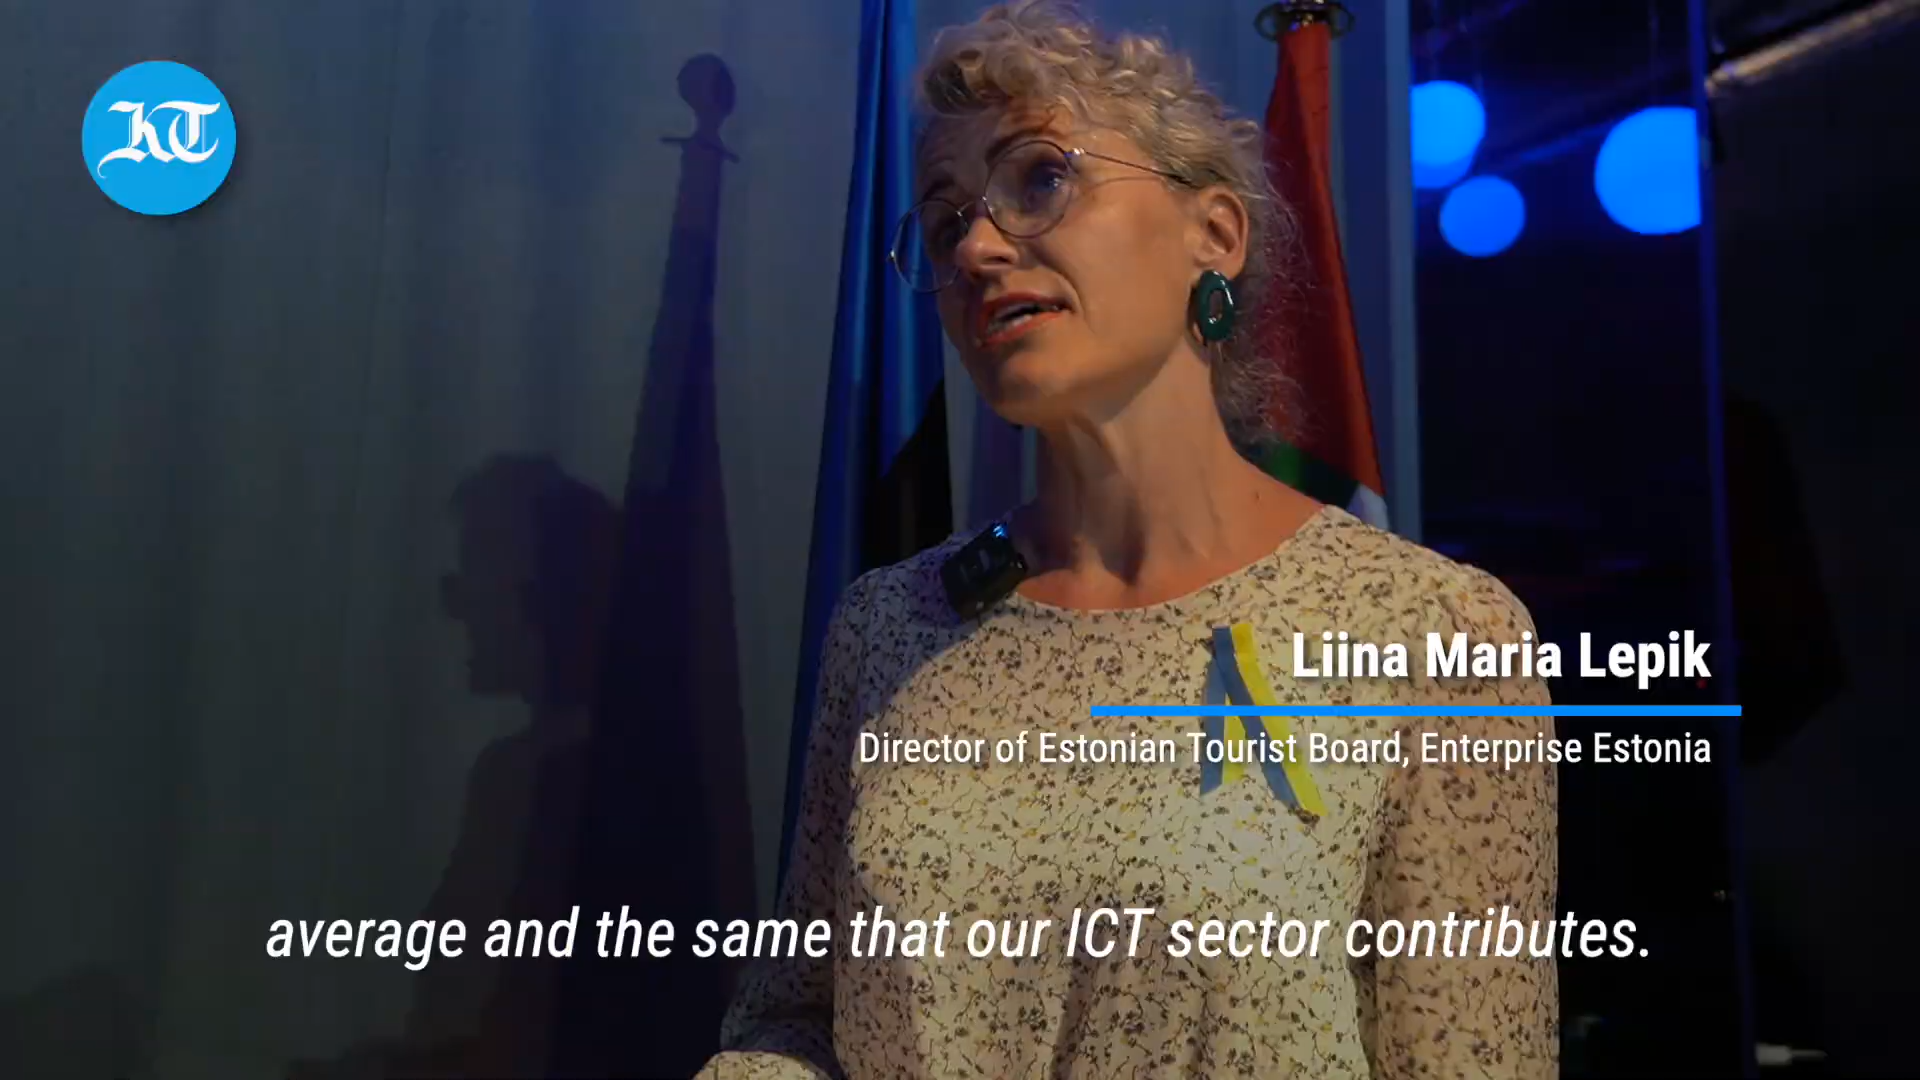 KT
Liina Maria Lepik
Director of Estonian Tourist Board, Enterprise Estonia
average and the same that our ICT sector contributes.